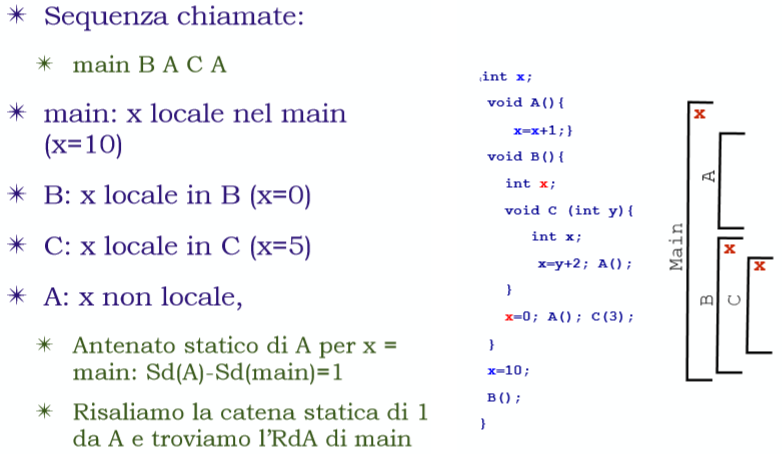 Sequenza chiamate:
main B A C A
main: x locale nel main
(x=10)
B: x locale in B (x=0)
C: x locale in C (x=5)
A: x non locale,
Antenato statico di A per x =
main: Sd(A)-Sd(main)=1
Risaliamo la catena statica di 1
da A e troviamo l'RdA di main
int x;
void A(){
x=x+1;}
void B(){
int x;
void C (int y){
int x;
x=y+2; A();
}
x=0; A(); C(3);
}
x=10;
B();
}
x
A
Main
x
B
C
x